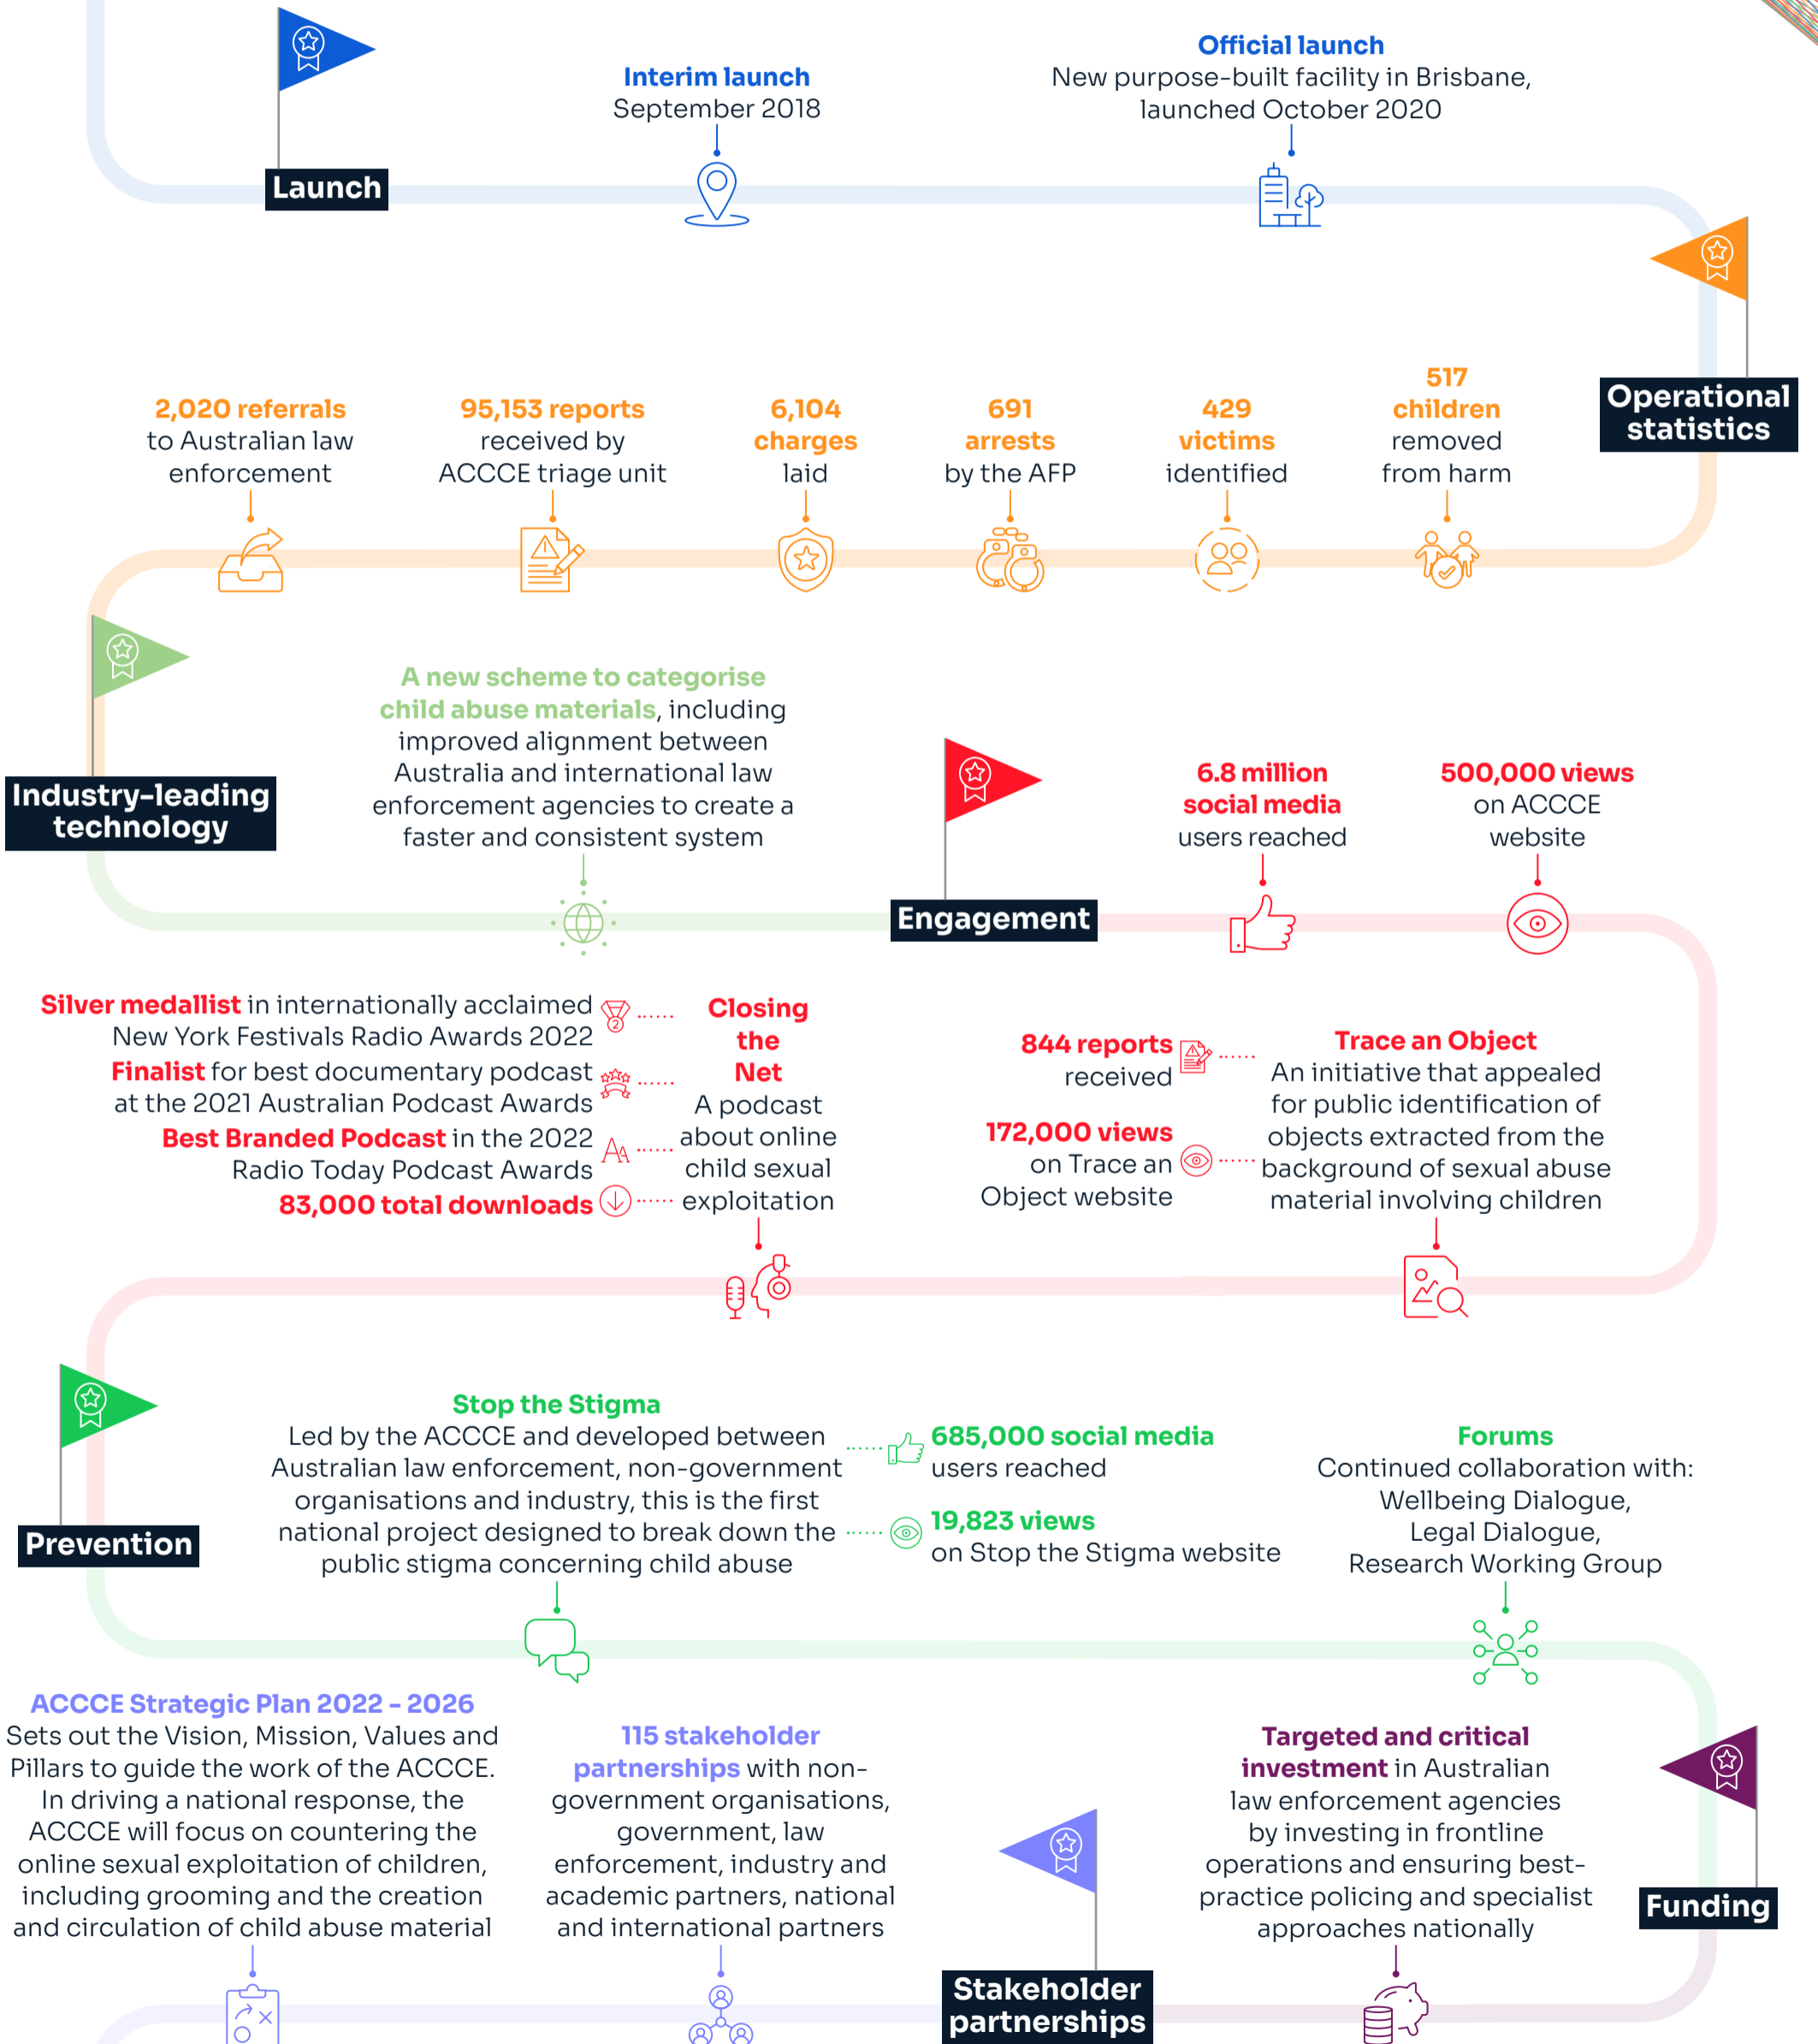 Launch
Interim launch
September 2018
Official launch
New purpose-built facility in Brisbane,
launched October 2020
Operational
statistics
517
children
removed
from harm
429
victims
identified
691
arrests
by the AFP
6,104
charges
laid
95,153 reports
received by
ACCCE triage unit
2,020 referrals
to Australian law
enforcement
Industry-leading
technology
A new scheme to categorise
child abuse materials, including
improved alignment between
Australia and international law
enforcement agencies to create a
faster and consistent system
Engagement
6.8 million
social media
users reached
500,000 views
on ACCCE
website
Trace an Object
An initiative that appealed
for public identification of
objects extracted from the
background of sexual abuse
material involving children
844 reports
received
172,000 views
on Trace an
Object website
Closing
the
Net
A podcast
about online
child sexual
exploitation
Silver medallist in internationally acclaimed
New York Festivals Radio Awards 2022
2
Finalist for best documentary podcast
at the 2021 Australian Podcast Awards
Best Branded Podcast in the 2022
Radio Today Podcast Awards
AA
83,000 total downloads
Prevention
Stop the Stigma
Led by the ACCCE and developed between
Australian law enforcement, non-government
organisations and industry, this is the first
national project designed to break down the
public stigma concerning child abuse
685,000 social media
users reached
19,823 views
on Stop the Stigma website
Forums
Continued collaboration with:
Wellbeing Dialogue,
Legal Dialogue,
Research Working Group
Funding
Targeted and critical
investment in Australian
law enforcement agencies
by investing in frontline
operations and ensuring best-
practice policing and specialist
approaches nationally
Stakeholder
partnerships
115 stakeholder
partnerships with non-
government organisations,
government, law
enforcement, industry and
academic partners, national
and international partners
ACCCE Strategic Plan 2022 – 2026
Sets out the Vision, Mission, Values and
Pillars to guide the work of the ACCCE.
In driving a national response, the
ACCCE will focus on countering the
online sexual exploitation of children,
including grooming and the creation
and circulation of child abuse material